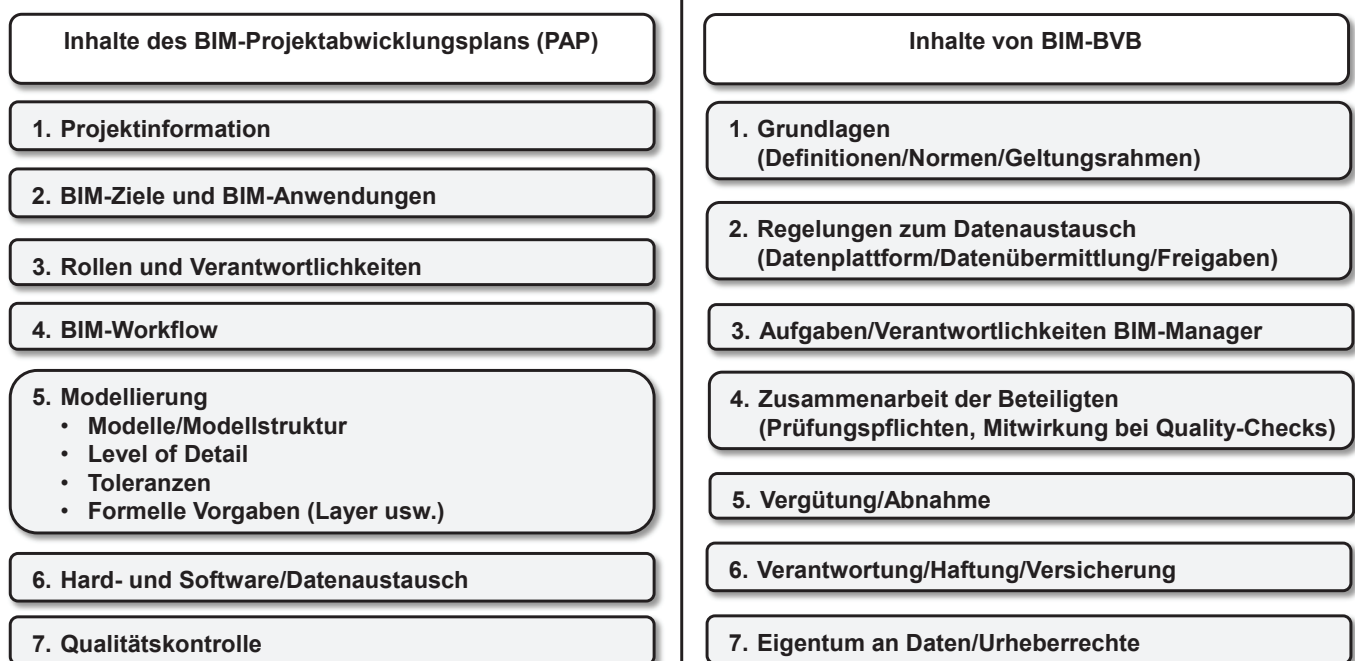 Inhalte des BIM-Projektabwicklungsplans (PAP)
1. Projektinformation
2. BIM-Ziele und BIM-Anwendungen
3. Rollen und Verantwortlichkeiten
4. BIM-Workflow
5. Modellierung
• Modelle/Modellstruktur
• Level of Detail
• Toleranzen
• Formelle Vorgaben (Layer usw.)
6. Hard- und Software/Datenaustausch
7. Qualitätskontrolle
Inhalte von BIM-BVB
1. Grundlagen
(Definitionen/Normen/Geltungsrahmen)
2. Regelungen zum Datenaustausch
(Datenplattform/Datenübermittlung/Freigaben)
3. Aufgaben/Verantwortlichkeiten BIM-Manager
4. Zusammenarbeit der Beteiligten
(Prüfungspflichten, Mitwirkung bei Quality-Checks)
5. Vergütung/Abnahme
6. Verantwortung/Haftung/Versicherung
7. Eigentum an Daten/Urheberrechte